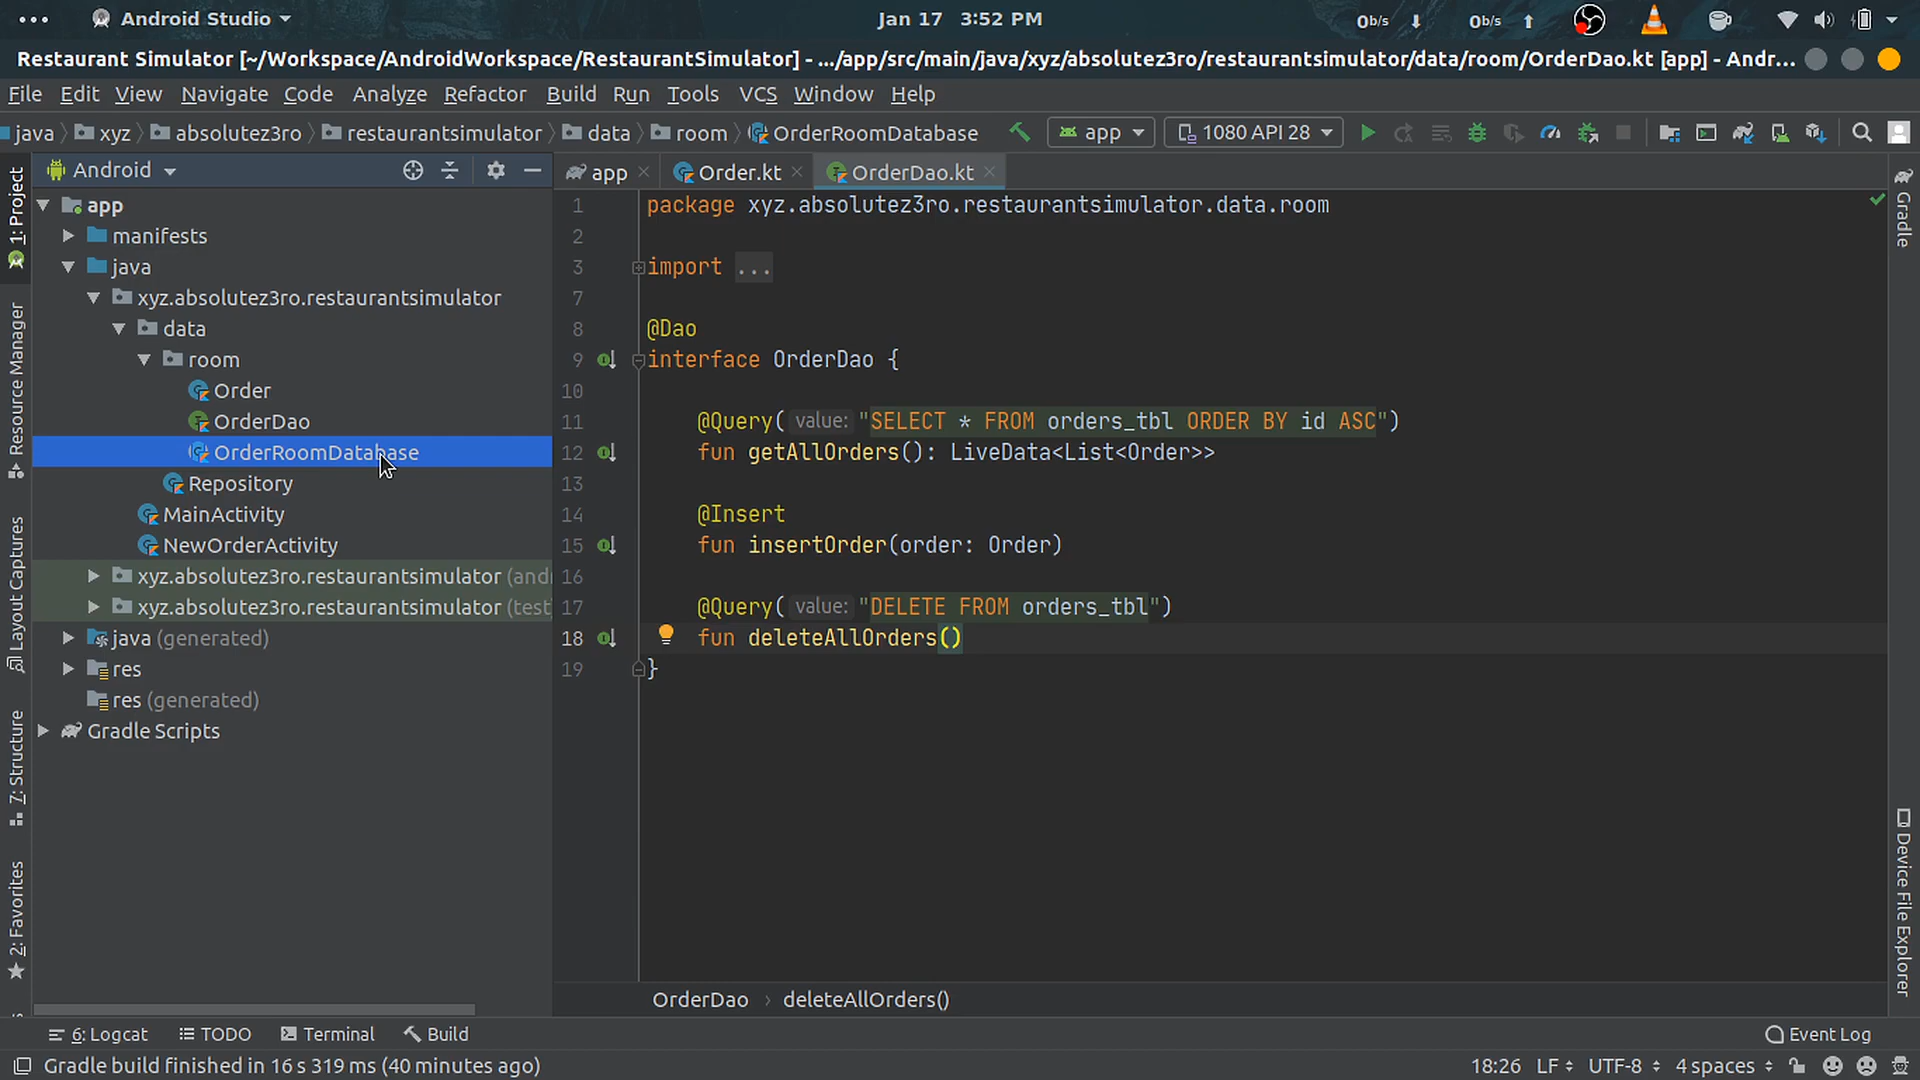 Android Studio
Jan 17 3:52 PM
0b/s
0b/s
Restaurant Simulator [~/Workspace/AndroidWorkspace/RestaurantSimulator] - .../app/src/main/java/xyz/absolutez3ro/restaurantsimulator/data/room/OrderDao.kt [app] - Andr...
File Edit View Navigate Code Analyze Refactor Build Run Tools VCS Window Help
java xyz absolutez3ro restaurantsimulator data room OrderRoomDatabase app 1080 API 28
Android
app Order.kt OrderDao.kt
1: Project
Resource Manager
Layout Captures
7: Structure
2: Favorites
app
manifests
java
xyz.absolutez3ro.restaurantsimulator
data
room
Order
OrderDao
OrderRoomDatabase
Repository
MainActivity
NewOrderActivity
xyz.absolutez3ro.restaurantsimulator (and
xyz.absolutez3ro.restaurantsimulator (test
java (generated)
res
res (generated)
Gradle Scripts
1 package xyz.absolutez3ro.restaurantsimulator.data.room
2
3 import ...
7
8 @Dao
9 interface OrderDao {
10
11 @Query( value: "SELECT * FROM orders_tbl ORDER BY id ASC")
12 fun getAllOrders(): LiveData<List<Order>>
13
14 @Insert
15 fun insertOrder(order: Order)
16
17 @Query( value: "DELETE FROM orders_tbl")
18 fun deleteAllOrders()
19 }
Gradle
Device File Explorer
OrderDao › deleteAllOrders()
6: Logcat TODO Terminal Build Event Log
Gradle build finished in 16 s 319 ms (40 minutes ago) 18:26 LF UTF-8 4 spaces